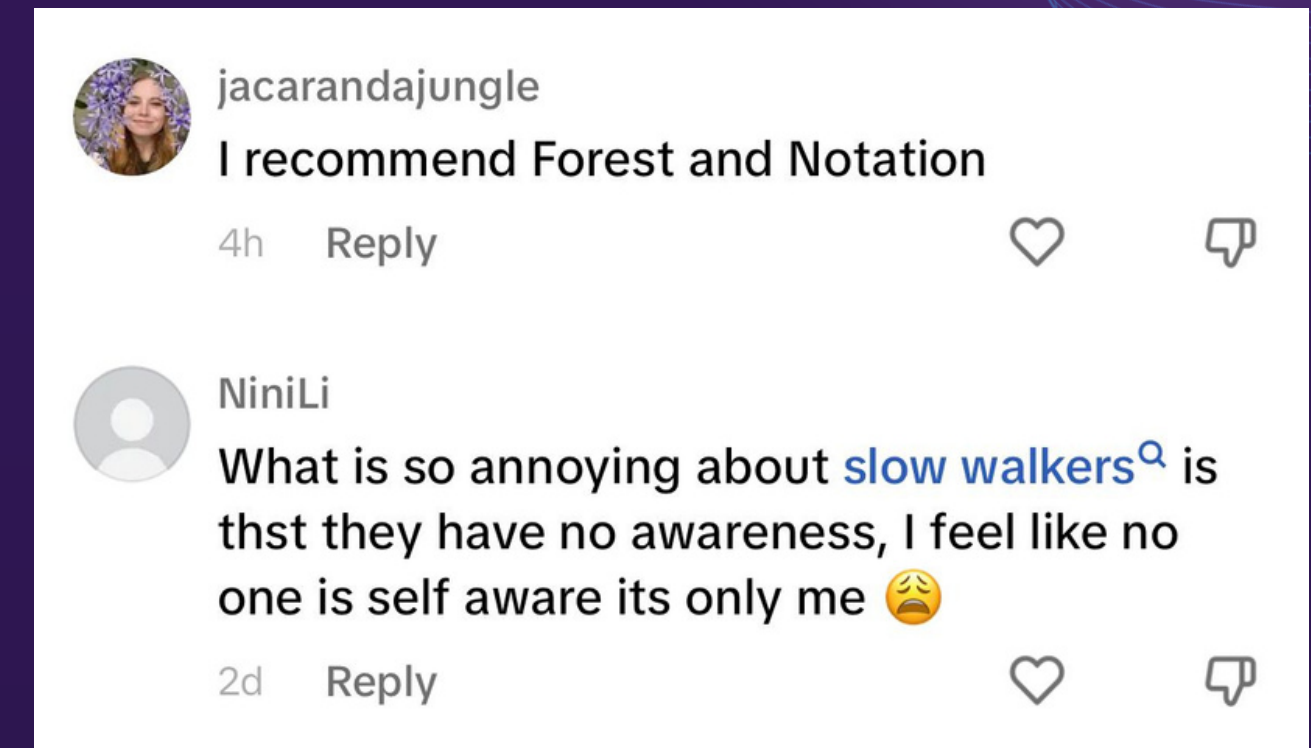 jacarandajungle
I recommend Forest and Notation
4h Reply
NiniLi
What is so annoying about slow walkers is
thst they have no awareness, I feel like no
one is self aware its only me 😩
2d Reply